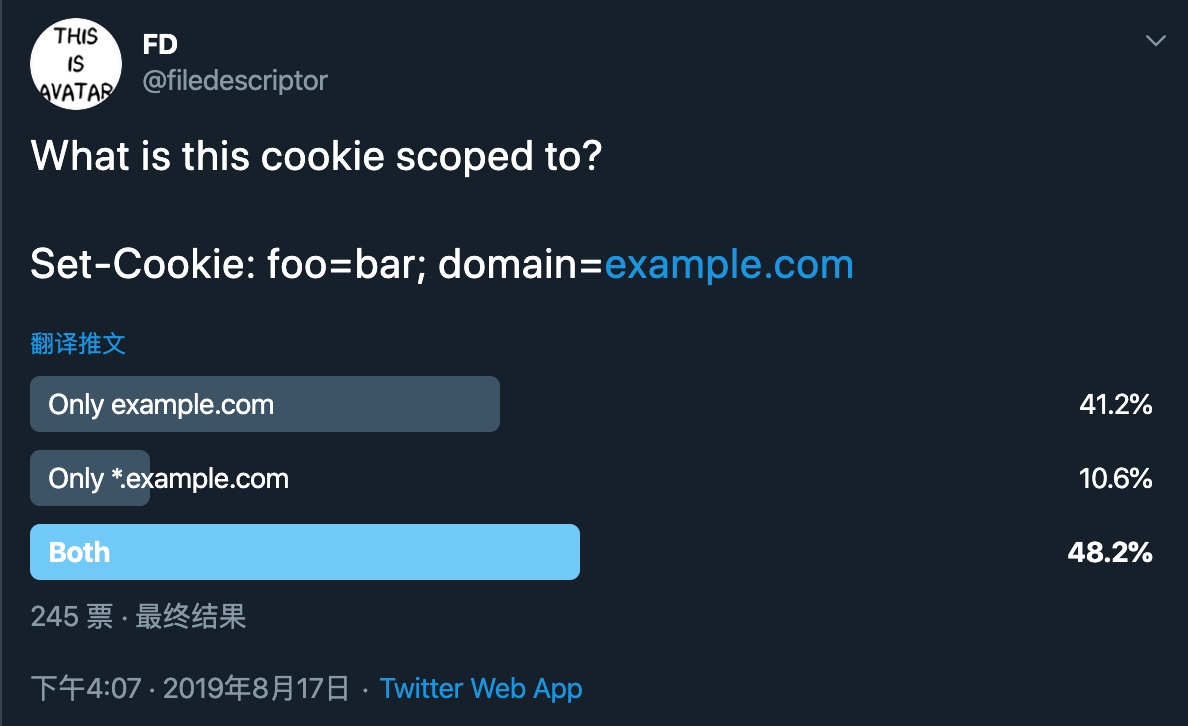 THIS
IS
AVATAR
FD
@filedescriptor
What is this cookie scoped to?
Set-Cookie: foo=bar; domain=example.com
翻译推文
Only example.com 41.2%
Only *.example.com 10.6%
Both 48.2%
245 票 · 最终结果
下午4:07 · 2019年8月17日 · Twitter Web App